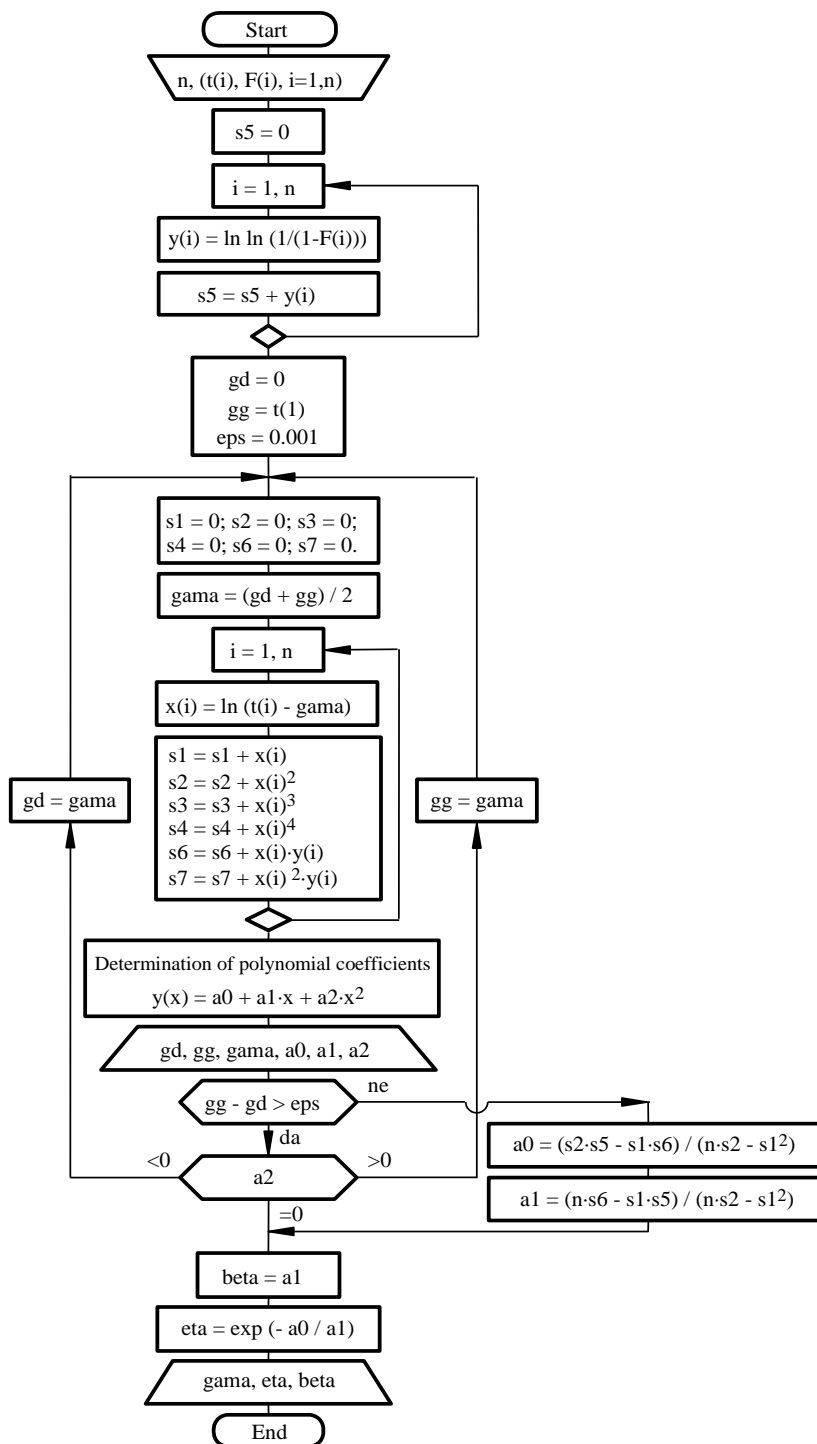 Start
n, (t(i), F(i), i=1,n)
s5 = 0
i = 1, n
y(i) = ln ln (1/(1-F(i)))
s5 = s5 + y(i)
gd = 0
gg = t(1)
eps = 0.001
s1 = 0; s2 = 0; s3 = 0;
s4 = 0; s6 = 0; s7 = 0.
gama = (gd + gg) / 2
i = 1, n
x(i) = ln (t(i) - gama)
s1 = s1 + x(i)
s2 = s2 + x(i)²
s3 = s3 + x(i)³
s4 = s4 + x(i)⁴
s6 = s6 + x(i)·y(i)
s7 = s7 + x(i) ²·y(i)
gd = gama
gg = gama
Determination of polynomial coefficients
y(x) = a0 + a1·x + a2·x²
gd, gg, gama, a0, a1, a2
gg - gd > eps
ne
da
a0 = (s2·s5 - s1·s6) / (n·s2 - s1²)
<0
a2
>0
a1 = (n·s6 - s1·s5) / (n·s2 - s1²)
=0
beta = a1
eta = exp (- a0 / a1)
gama, eta, beta
End